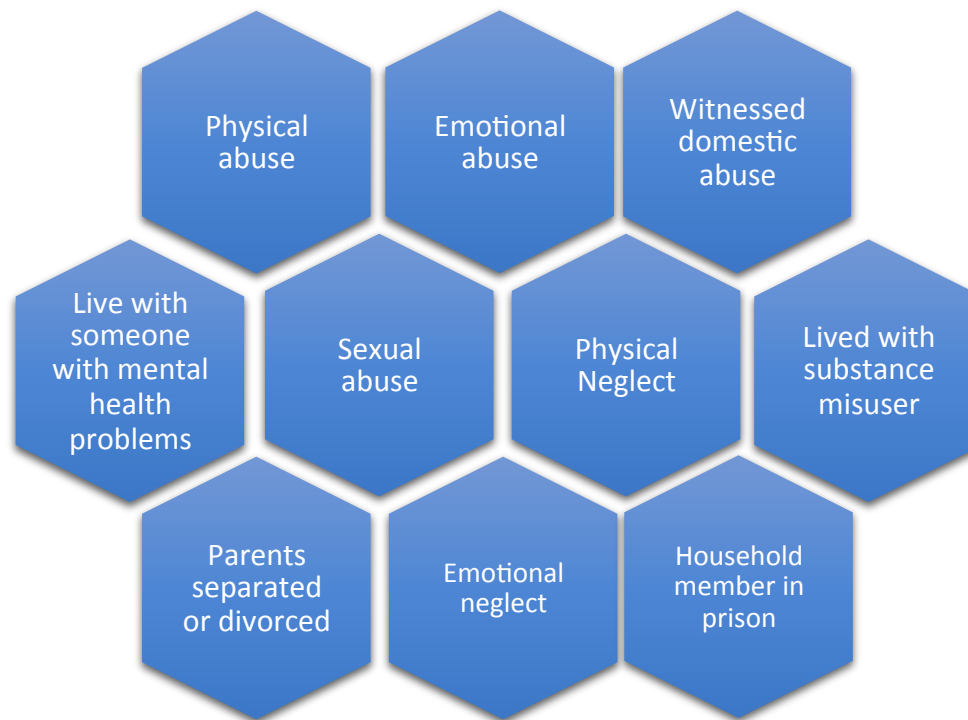 Physical
abuse
Emotional
abuse
Witnessed
domestic
abuse
Live with
someone
with mental
health
problems
Sexual
abuse
Physical
Neglect
Lived with
substance
misuser
Parents
separated
or divorced
Emotional
neglect
Household
member in
prison